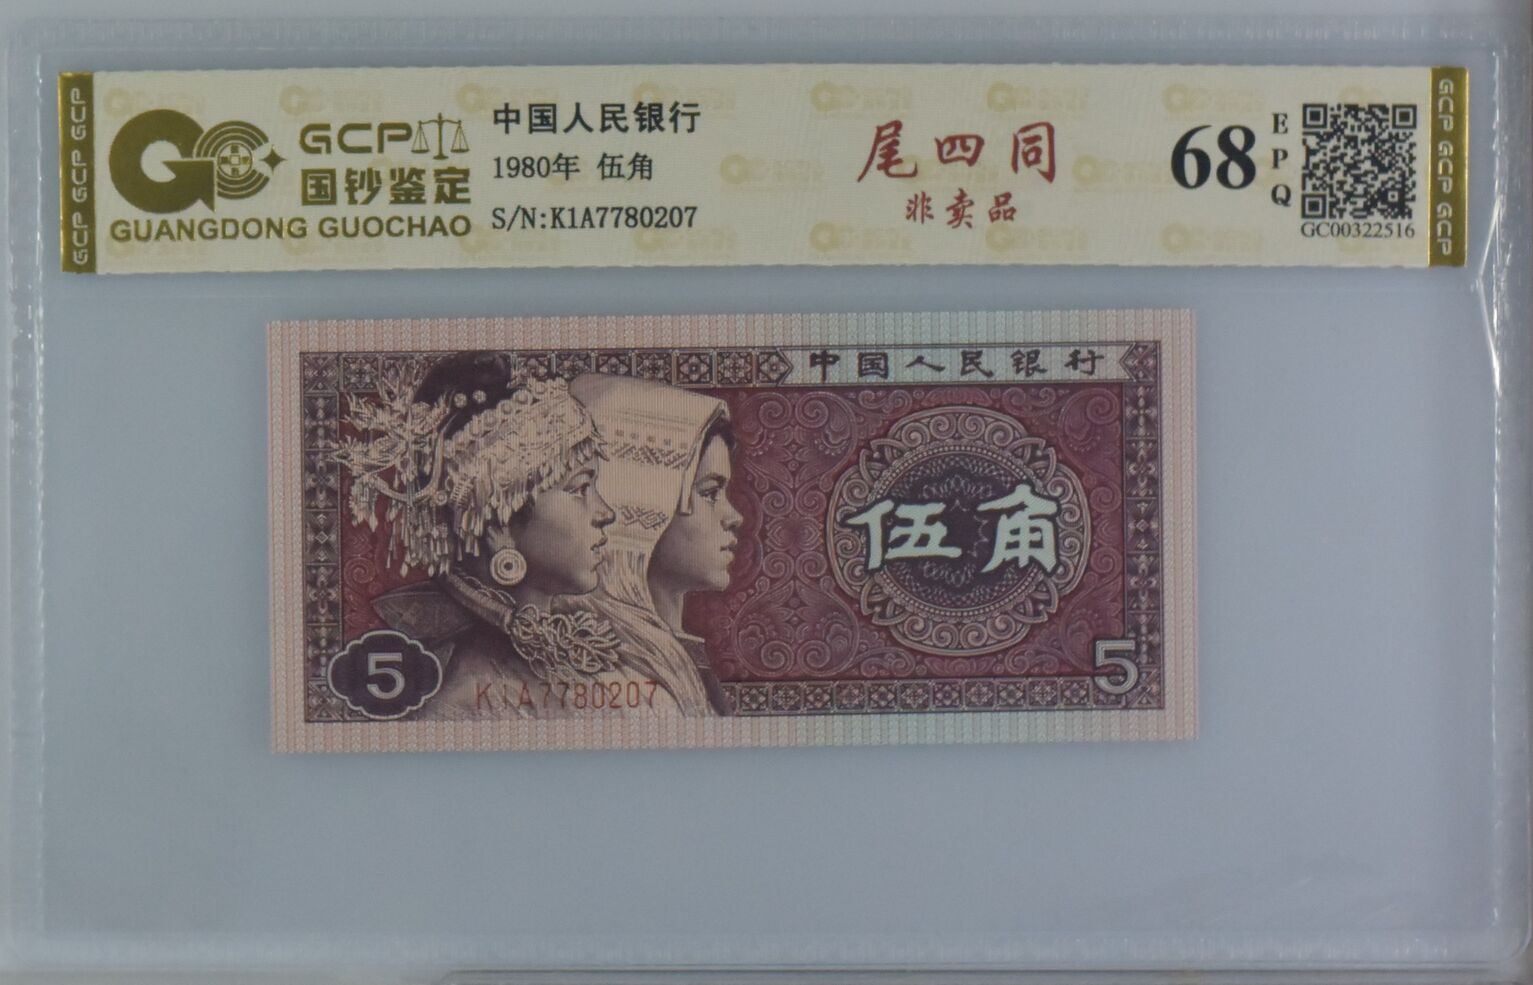 GCP GCP GCP
GCP
国钞鉴定
GUANGDONG GUOCHAO
中国人民银行
1980年 伍角
S/N:K1A7780207
尾四同
非卖品
68
EPQ
GC00322516
GCP GCP GCP
中国人民银行
伍角
5
K1A7780207
5